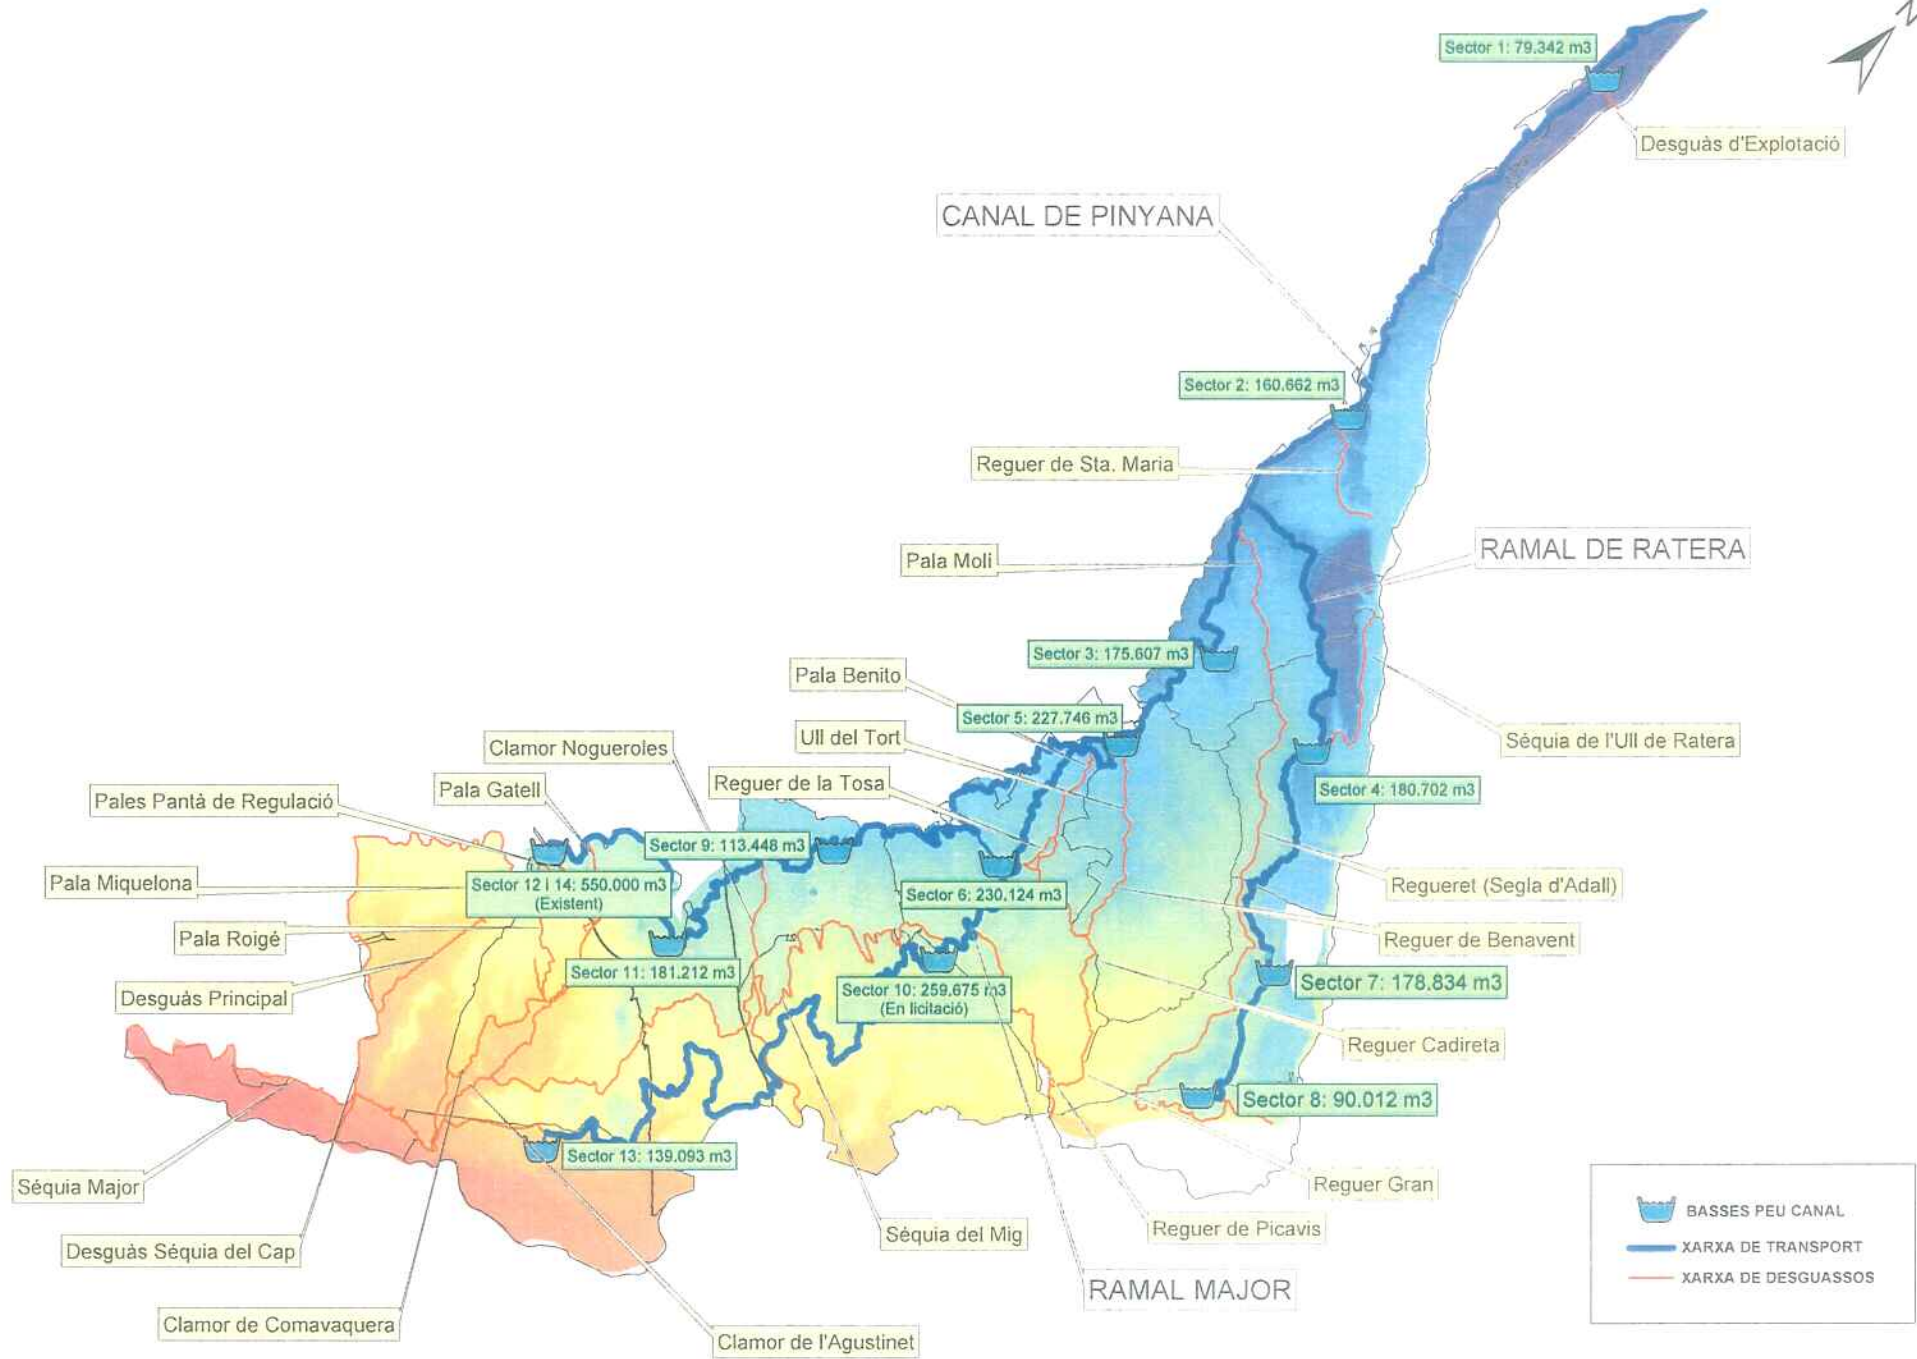 N
Sector 1: 79.342 m3
Desguàs d'Explotació
CANAL DE PINYANA
Sector 2: 160.662 m3
Reguer de Sta. Maria
RAMAL DE RATERA
Pala Molí
Sector 3: 175.607 m3
Pala Benito
Sector 5: 227.746 m3
Ull del Tort
Clamor Nogueroles
Séquia de l'Ull de Ratera
Reguer de la Tosa
Pala Gatell
Pales Pantà de Regulació
Sector 4: 180.702 m3
Sector 9: 113.448 m3
Pala Miquelona
Sector 12 i 14: 550.000 m3
(Existent)
Sector 6: 230.124 m3
Regueret (Segla d'Adall)
Pala Roigé
Reguer de Benavent
Sector 11: 181.212 m3
Sector 7: 178.834 m3
Desguàs Principal
Sector 10: 259.675 m3
(En licitació)
Reguer Cadireta
Sector 8: 90.012 m3
Sector 13: 139.093 m3
Séquia Major
Reguer Gran
Reguer de Picavis
Séquia del Mig
Desguàs Séquia del Cap
RAMAL MAJOR
Clamor de Comavaquera
Clamor de l'Agustinet
BASSES PEU CANAL
XARXA DE TRANSPORT
XARXA DE DESGUASSOS